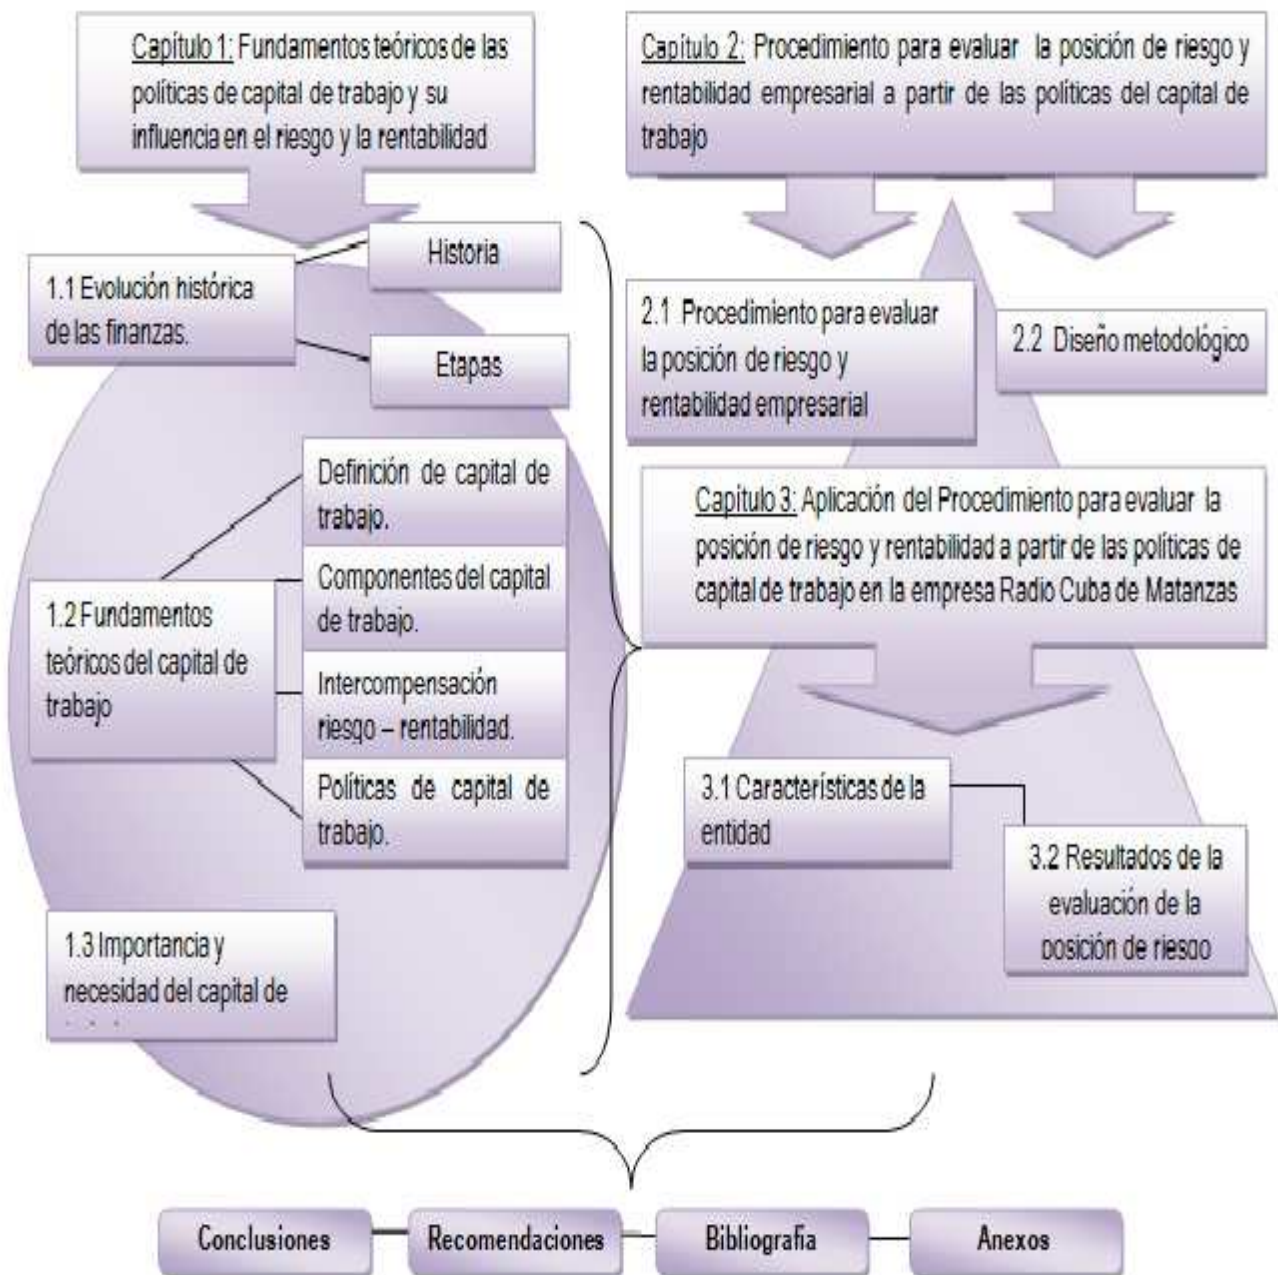 Capítulo 1: Fundamentos teóricos de las
políticas de capital de trabajo y su
influencia en el riesgo y la rentabilidad
1.1 Evolución histórica
de las finanzas.
Historia
Etapas
1.2 Fundamentos
teóricos del capital de
trabajo
Definición de capital de
trabajo.
Componentes del capital
de trabajo.
Intercompensación
riesgo – rentabilidad.
Políticas de capital de
trabajo.
1.3 Importancia y
necesidad del capital de
Capítulo 2: Procedimiento para evaluar la posición de riesgo y
rentabilidad empresarial a partir de las políticas del capital de
trabajo
2.1 Procedimiento para evaluar
la posición de riesgo y
rentabilidad empresarial
2.2 Diseño metodológico
Capítulo 3: Aplicación del Procedimiento para evaluar la
posición de riesgo y rentabilidad a partir de las políticas de
capital de trabajo en la empresa Radio Cuba de Matanzas
3.1 Características de la
entidad
3.2 Resultados de la
evaluación de la
posición de riesgo
Conclusiones
Recomendaciones
Bibliografia
Anexos